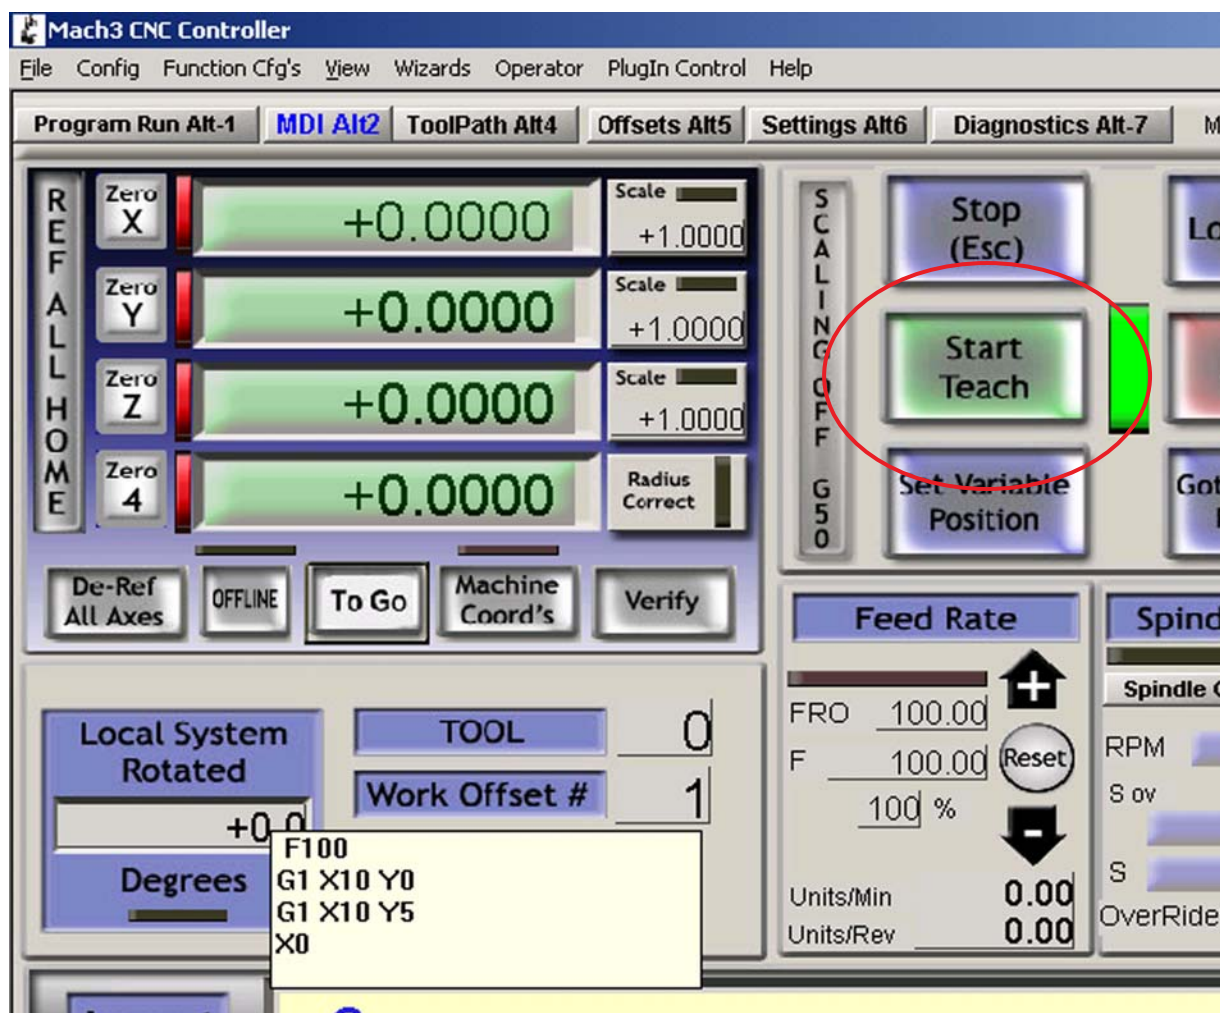 Mach3 CNC Controller
File Config Function Cfg's View Wizards Operator PlugIn Control Help
Program Run Alt-1 MDI Alt2 ToolPath Alt4 Offsets Alt5 Settings Alt6 Diagnostics Alt-7
REF ALL HOME
Zero X +0.0000 Scale +1.0000
Zero Y +0.0000 Scale +1.0000
Zero Z +0.0000 Scale +1.0000
Zero 4 +0.0000 Radius Correct
De-Ref All Axes OFFLINE To Go Machine Coord's Verify
SCALING OFF G50
Stop
(Esc)
Start
Teach
Set Variable
Position
Local System
Rotated
+0.0
Degrees
TOOL 0
Work Offset # 1
F100
G1 X10 Y0
G1 X10 Y5
X0
Feed Rate
+
FRO 100.00
F 100.00 Reset
100 %
-
Units/Min 0.00
Units/Rev 0.00
RPM
S ov
S
OverRide